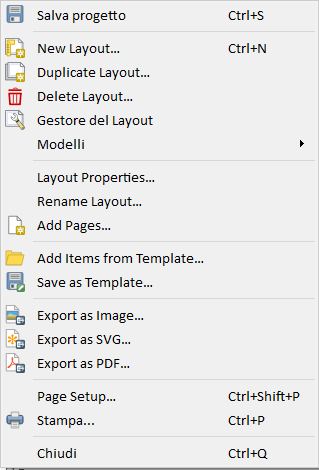 Salva progetto Ctrl+S
New Layout... Ctrl+N
Duplicate Layout...
Delete Layout...
Gestore del Layout
Modelli
Layout Properties...
Rename Layout...
Add Pages...
Add Items from Template...
Save as Template...
Export as Image...
Export as SVG...
Export as PDF...
Page Setup... Ctrl+Shift+P
Stampa... Ctrl+P
Chiudi Ctrl+Q